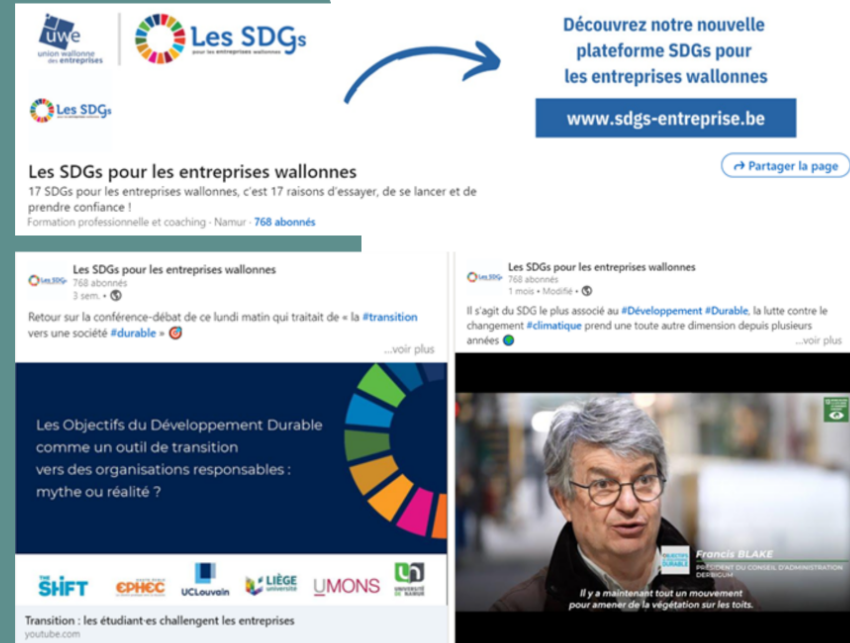 uwe
union wallonne
des entreprises
Les SDGs
pour les entreprises wallonnes
Découvrez notre nouvelle
plateforme SDGs pour
les entreprises wallonnes
www.sdgs-entreprise.be
Les SDGs
Partager la page
Les SDGs pour les entreprises wallonnes
17 SDGs pour les entreprises wallonnes, c'est 17 raisons d'essayer, de se lancer et de
prendre confiance !
Formation professionnelle et coaching · Namur · 768 abonnés
Les SDGs
Les SDGs pour les entreprises wallonnes
768 abonnés
3 sem. •
Retour sur la conférence-débat de ce lundi matin qui traitait de « la #transition
vers une société #durable »
...voir plus
Les Objectifs du Développement Durable
comme un outil de transition
vers des organisations responsables :
mythe ou réalité ?
THE
SHIFT
EPHEC
UCLouvain
LIÈGE
université
UMONS
UNIVERSITÉ
DE NAMUR
Transition : les étudiant·es challengent les entreprises
youtube.com
Les SDGs
Les SDGs pour les entreprises wallonnes
768 abonnés
1 mois • Modifié •
Il s'agit du SDG le plus associé au #Développement #Durable, la lutte contre le
changement #climatique prend une toute autre dimension depuis plusieurs
années
...voir plus
OBJECTIFS
DURABLE
Francis BLAKE
PRÉSIDENT DU CONSEIL D'ADMINISTRATION
DERBIGUM
Il y a maintenant tout un mouvement
pour amener de la végétation sur les toits.